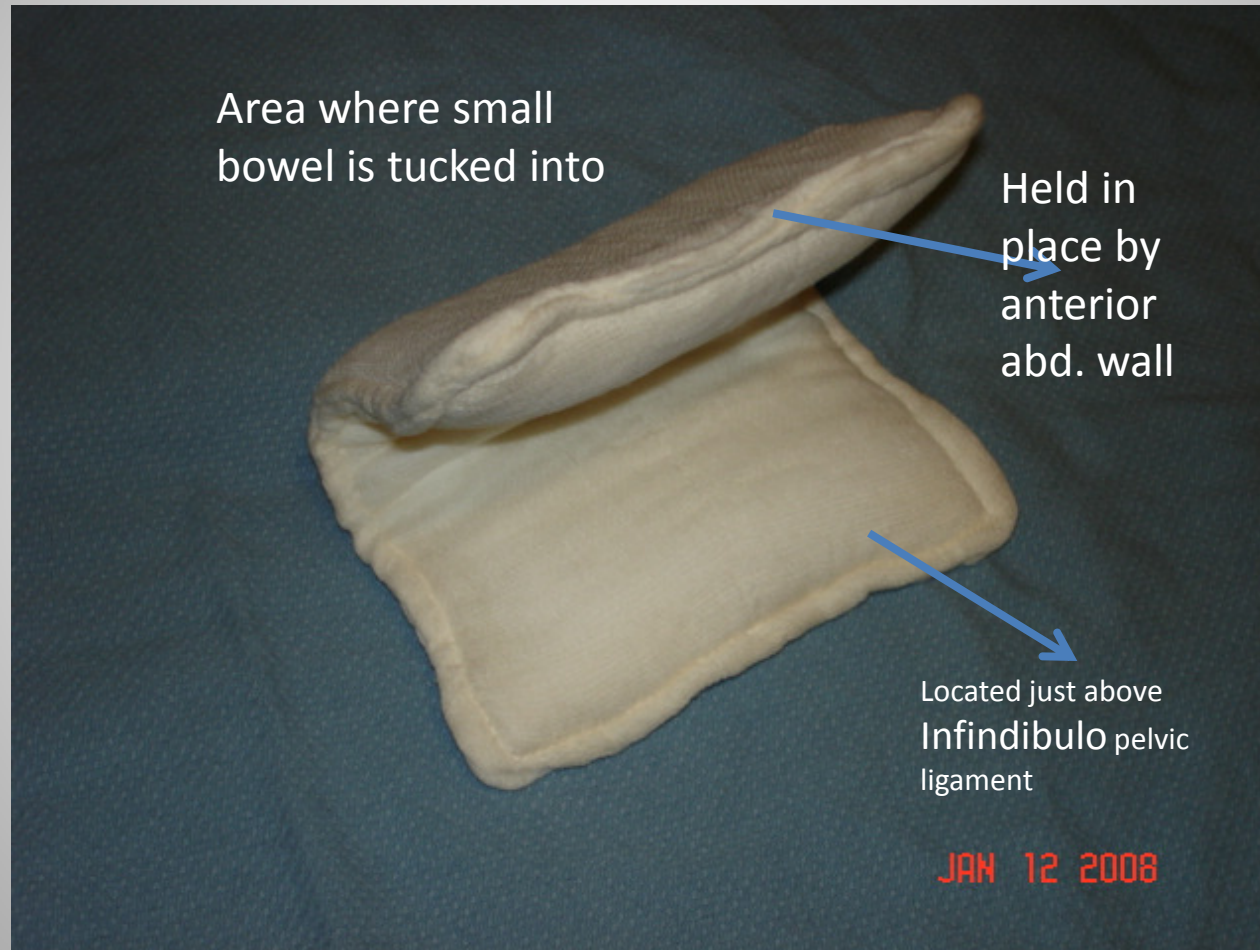 Area where small
bowel is tucked into
Held in
place by
anterior
abd. wall
Located just above
Infindibulo pelvic
ligament
JAN 12 2008